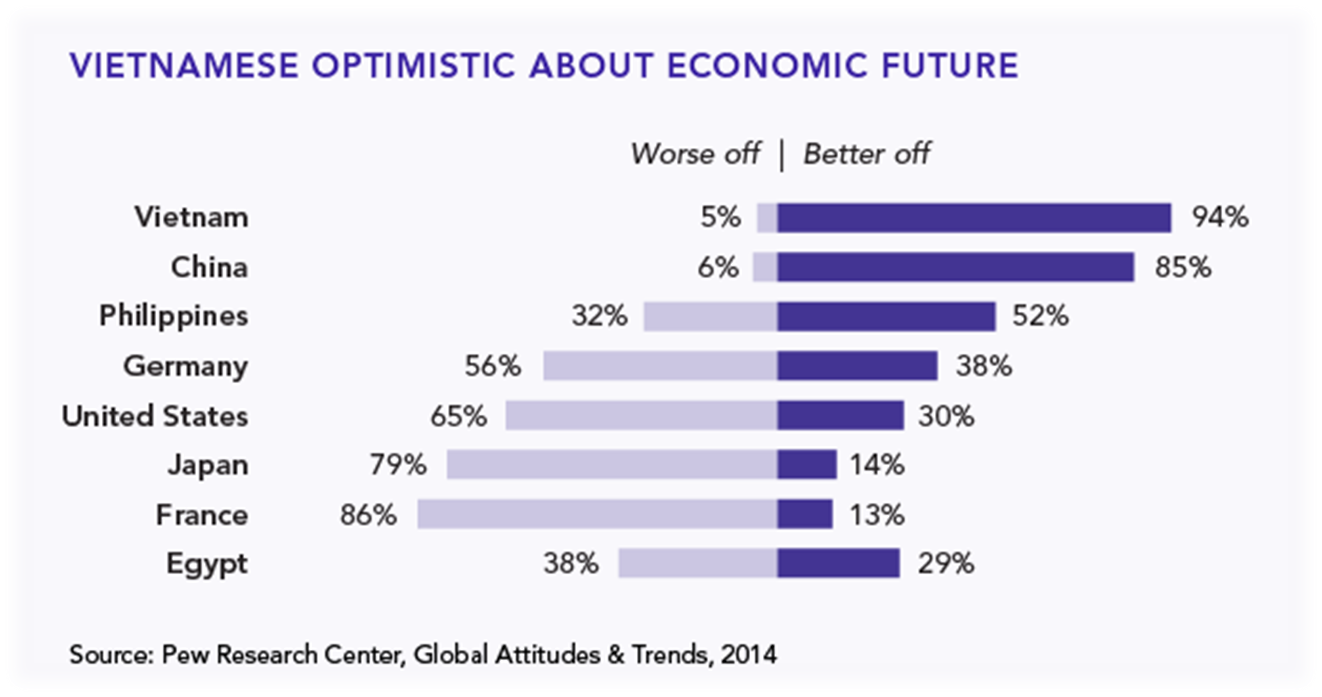 VIETNAMESE OPTIMISTIC ABOUT ECONOMIC FUTURE
Worse off | Better off
Vietnam 5% 94%
China 6% 85%
Philippines 32% 52%
Germany 56% 38%
United States 65% 30%
Japan 79% 14%
France 86% 13%
Egypt 38% 29%
Source: Pew Research Center, Global Attitudes & Trends, 2014